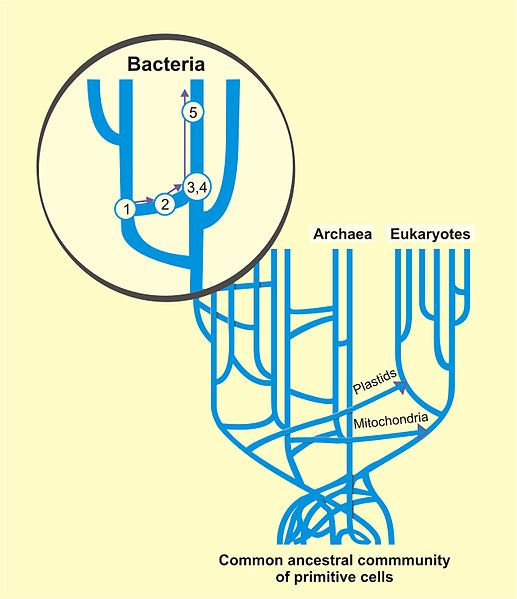 Bacteria
5
3,4
1
2
Archaea
Eukaryotes
Plastids
Mitochondria
Common ancestral commmunity
of primitive cells